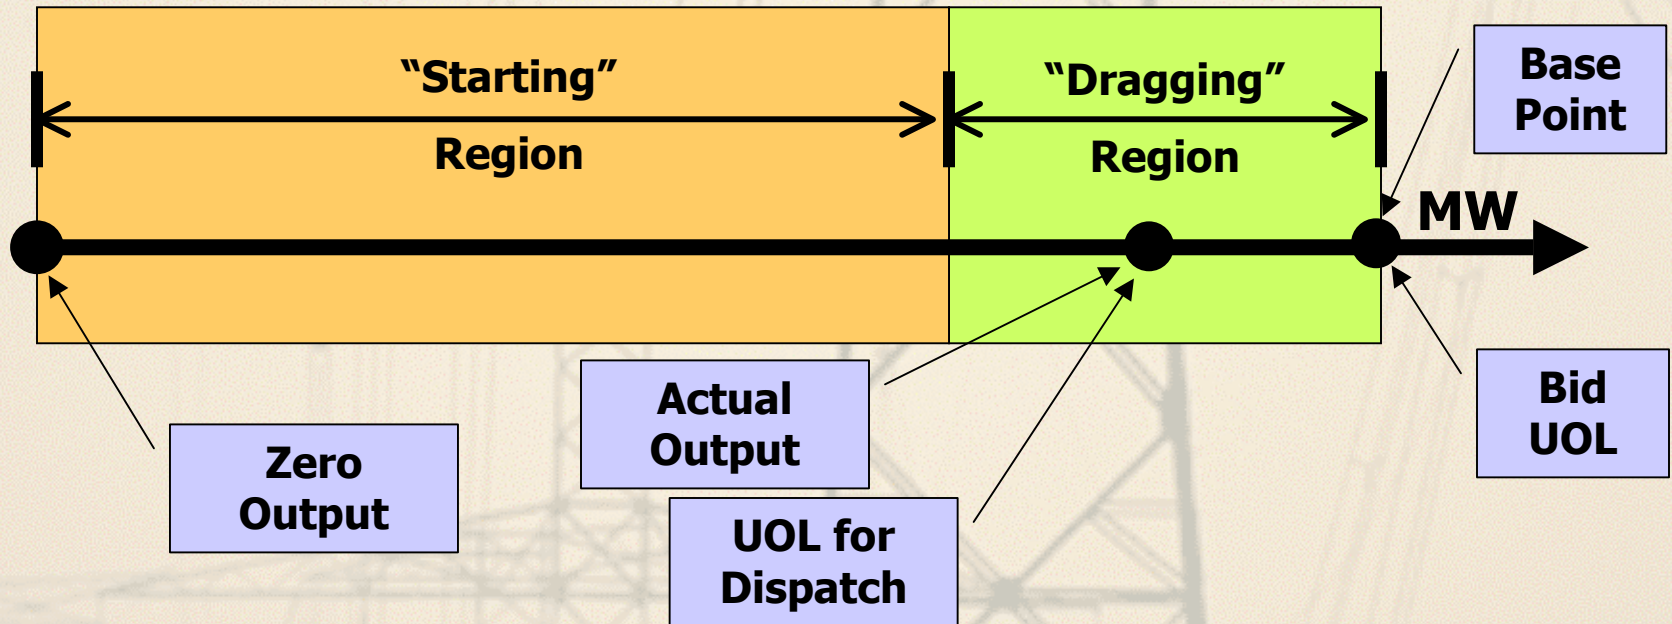 “Starting”
Region
“Dragging”
Region
Base
Point
MW
Zero
Output
Actual
Output
UOL for
Dispatch
Bid
UOL